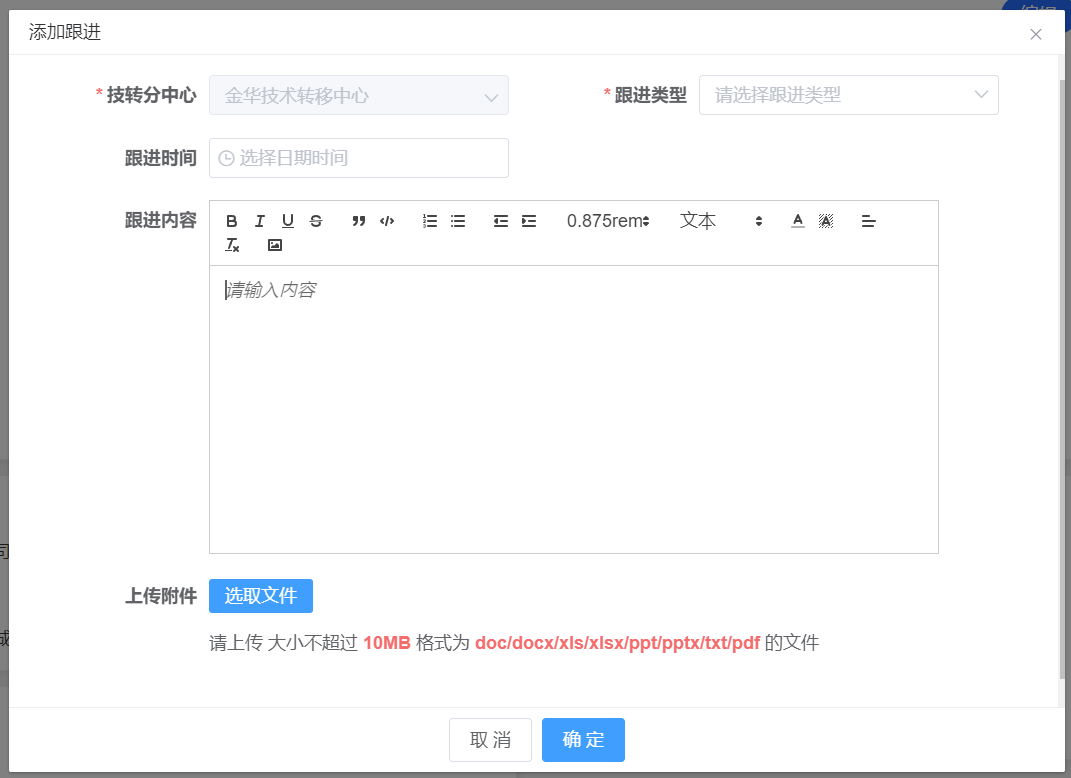 添加跟进
*技转分中心 金华技术转移中心 *跟进类型 请选择跟进类型
跟进时间 选择日期时间
跟进内容 B I U S 0.875rem 文本
请输入内容
上传附件 选取文件
请上传 大小不超过 10MB 格式为 doc/docx/xls/xlsx/ppt/pptx/txt/pdf 的文件
取 消 确 定